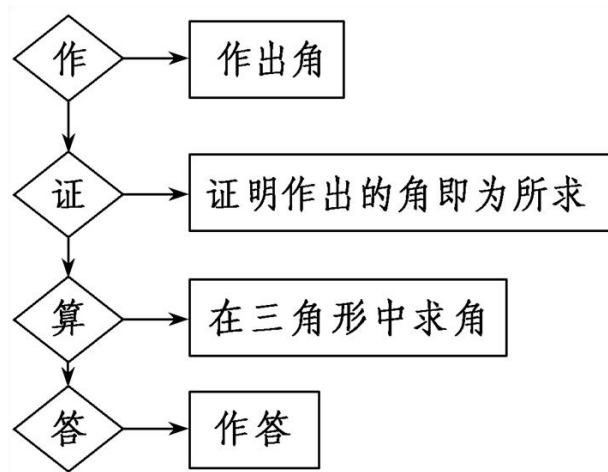 作 作出角
证 证明作出的角即为所求
算 在三角形中求角
答 作答